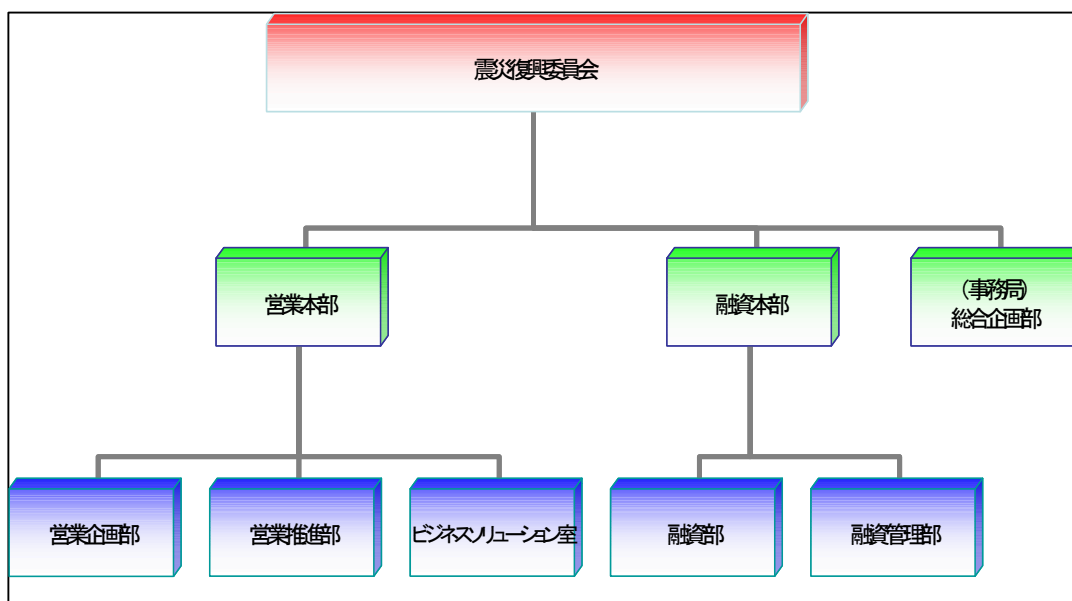 震災復興委員会
営業本部
融資本部
（事務局）
総合企画部
営業企画部
営業推進部
ビジネスソリューション室
融資部
融資管理部